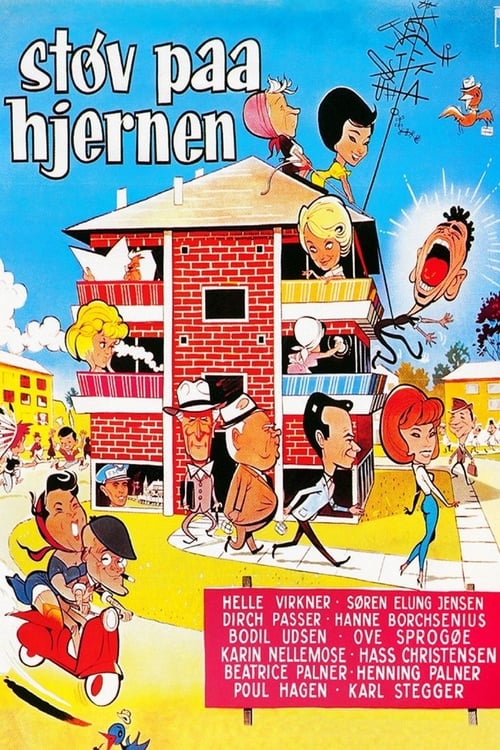 støv paa
hjernen
HELLE VIRKNER · SØREN ELUNG JENSEN
DIRCH PASSER · HANNE BORCHSENIUS
BODIL UDSEN · OVE SPROGØE
KARIN NELLEMOSE · HASS CHRISTENSEN
BEATRICE PALNER · HENNING PALNER
POUL HAGEN · KARL STEGGER